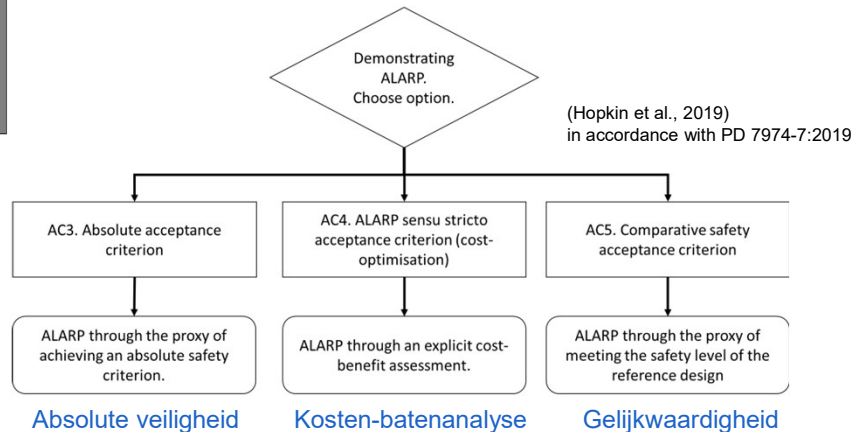 Demonstrating
ALARP.
Choose option.
(Hopkin et al., 2019)
in accordance with PD 7974-7:2019
AC3. Absolute acceptance
criterion
AC4. ALARP sensu stricto
acceptance criterion (cost-
optimisation)
AC5. Comparative safety
acceptance criterion
ALARP through the proxy of
achieving an absolute safety
criterion.
ALARP through an explicit cost-
benefit assessment.
ALARP through the proxy of
meeting the safety level of the
reference design
Absolute veiligheid
Kosten-batenanalyse
Gelijkwaardigheid